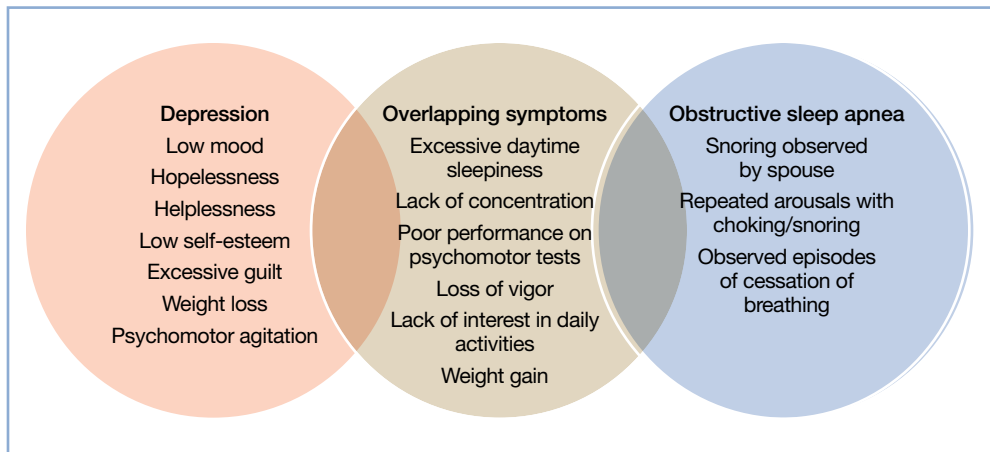 Depression
Low mood
Hopelessness
Helplessness
Low self-esteem
Excessive guilt
Weight loss
Psychomotor agitation
Overlapping symptoms
Excessive daytime
sleepiness
Lack of concentration
Poor performance on
psychomotor tests
Loss of vigor
Lack of interest in daily
activities
Weight gain
Obstructive sleep apnea
Snoring observed
by spouse
Repeated arousals with
choking/snoring
Observed episodes
of cessation of
breathing